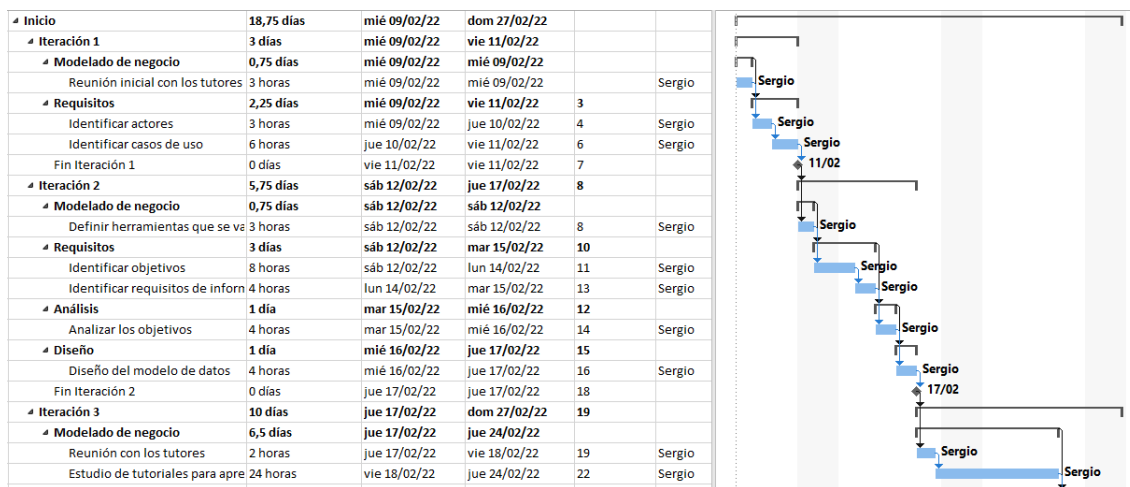 Inicio 18,75 días mié 09/02/22 dom 27/02/22
Iteración 1 3 días mié 09/02/22 vie 11/02/22
Modelado de negocio 0,75 días mié 09/02/22 mié 09/02/22
Reunión inicial con los tutores 3 horas mié 09/02/22 mié 09/02/22 Sergio Sergio
Requisitos 2,25 días mié 09/02/22 vie 11/02/22 3
Identificar actores 3 horas mié 09/02/22 jue 10/02/22 4 Sergio Sergio
Identificar casos de uso 6 horas jue 10/02/22 vie 11/02/22 6 Sergio Sergio
Fin Iteración 1 0 días vie 11/02/22 vie 11/02/22 7 11/02
Iteración 2 5,75 días sáb 12/02/22 jue 17/02/22 8
Modelado de negocio 0,75 días sáb 12/02/22 sáb 12/02/22
Definir herramientas que se va 3 horas sáb 12/02/22 sáb 12/02/22 8 Sergio Sergio
Requisitos 3 días sáb 12/02/22 mar 15/02/22 10
Identificar objetivos 8 horas sáb 12/02/22 lun 14/02/22 11 Sergio Sergio
Identificar requisitos de inforn 4 horas lun 14/02/22 mar 15/02/22 13 Sergio Sergio
Análisis 1 día mar 15/02/22 mié 16/02/22 12
Analizar los objetivos 4 horas mar 15/02/22 mié 16/02/22 14 Sergio Sergio
Diseño 1 día mié 16/02/22 jue 17/02/22 15
Diseño del modelo de datos 4 horas mié 16/02/22 jue 17/02/22 16 Sergio Sergio
Fin Iteración 2 0 días jue 17/02/22 jue 17/02/22 18 17/02
Iteración 3 10 días jue 17/02/22 dom 27/02/22 19
Modelado de negocio 6,5 días jue 17/02/22 jue 24/02/22
Reunión con los tutores 2 horas jue 17/02/22 vie 18/02/22 19 Sergio Sergio
Estudio de tutoriales para apre 24 horas vie 18/02/22 jue 24/02/22 22 Sergio Sergio